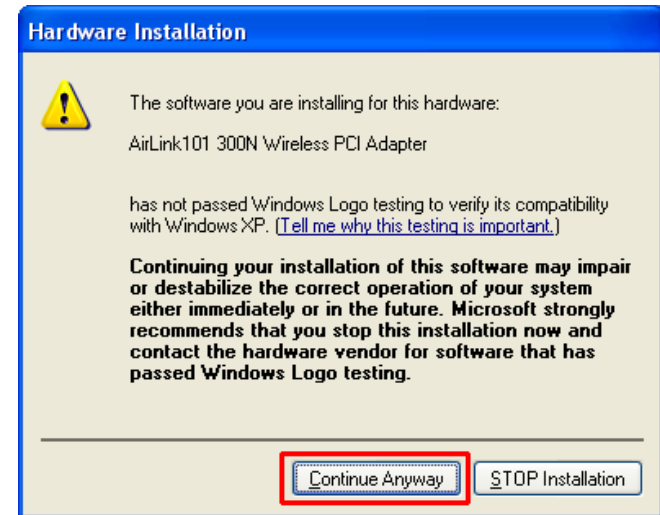 Hardware Installation
The software you are installing for this hardware:
AirLink101 300N Wireless PCI Adapter
has not passed Windows Logo testing to verify its compatibility
with Windows XP. (Tell me why this testing is important.)
Continuing your installation of this software may impair
or destabilize the correct operation of your system
either immediately or in the future. Microsoft strongly
recommends that you stop this installation now and
contact the hardware vendor for software that has
passed Windows Logo testing.
Continue Anyway
STOP Installation